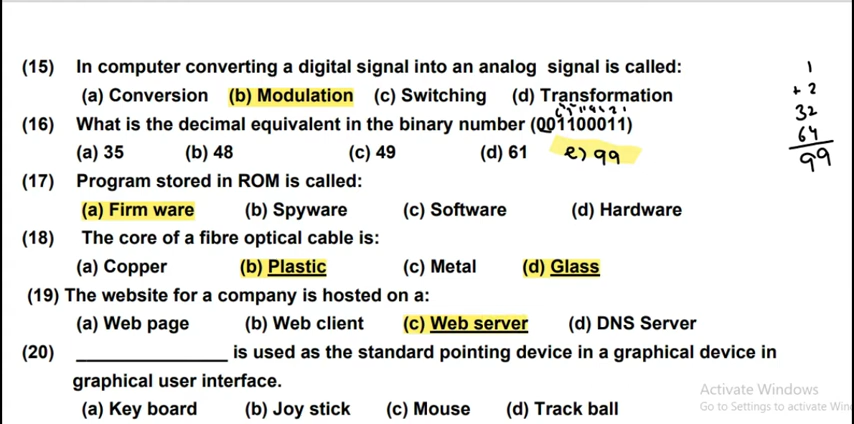 (15) In computer converting a digital signal into an analog signal is called:
(a) Conversion (b) Modulation (c) Switching (d) Transformation
(16) What is the decimal equivalent in the binary number (001100011)
(a) 35 (b) 48 (c) 49 (d) 61 e) 99
1
+ 2
32
64
99
(17) Program stored in ROM is called:
(a) Firm ware (b) Spyware (c) Software (d) Hardware
(18) The core of a fibre optical cable is:
(a) Copper (b) Plastic (c) Metal (d) Glass
(19) The website for a company is hosted on a:
(a) Web page (b) Web client (c) Web server (d) DNS Server
(20) ______________ is used as the standard pointing device in a graphical device in
graphical user interface.
(a) Key board (b) Joy stick (c) Mouse (d) Track ball
Activate Windows
Go to Settings to activate Win